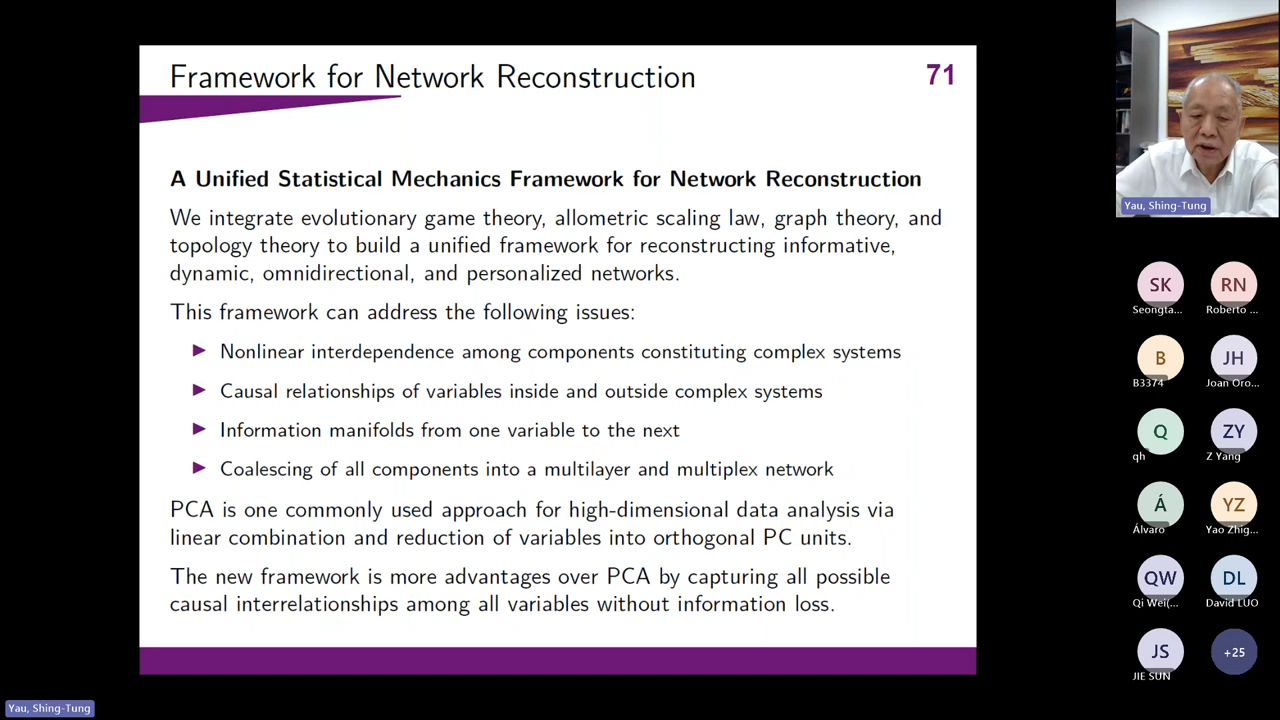 Framework for Network Reconstruction
71
A Unified Statistical Mechanics Framework for Network Reconstruction
We integrate evolutionary game theory, allometric scaling law, graph theory, and
topology theory to build a unified framework for reconstructing informative,
dynamic, omnidirectional, and personalized networks.
This framework can address the following issues:
Nonlinear interdependence among components constituting complex systems
Causal relationships of variables inside and outside complex systems
Information manifolds from one variable to the next
Coalescing of all components into a multilayer and multiplex network
PCA is one commonly used approach for high-dimensional data analysis via
linear combination and reduction of variables into orthogonal PC units.
The new framework is more advantages over PCA by capturing all possible
causal interrelationships among all variables without information loss.
Yau, Shing-Tung
SK
RN
Seongta...
Roberto ...
B
JH
B3374
Joan Oro...
Q
ZY
qh
Z Yang
Á
YZ
Álvaro
Yao Zhig...
QW
DL
Qi Wei(...
David LUO
JS
+25
JIE SUN
Yau, Shing-Tung